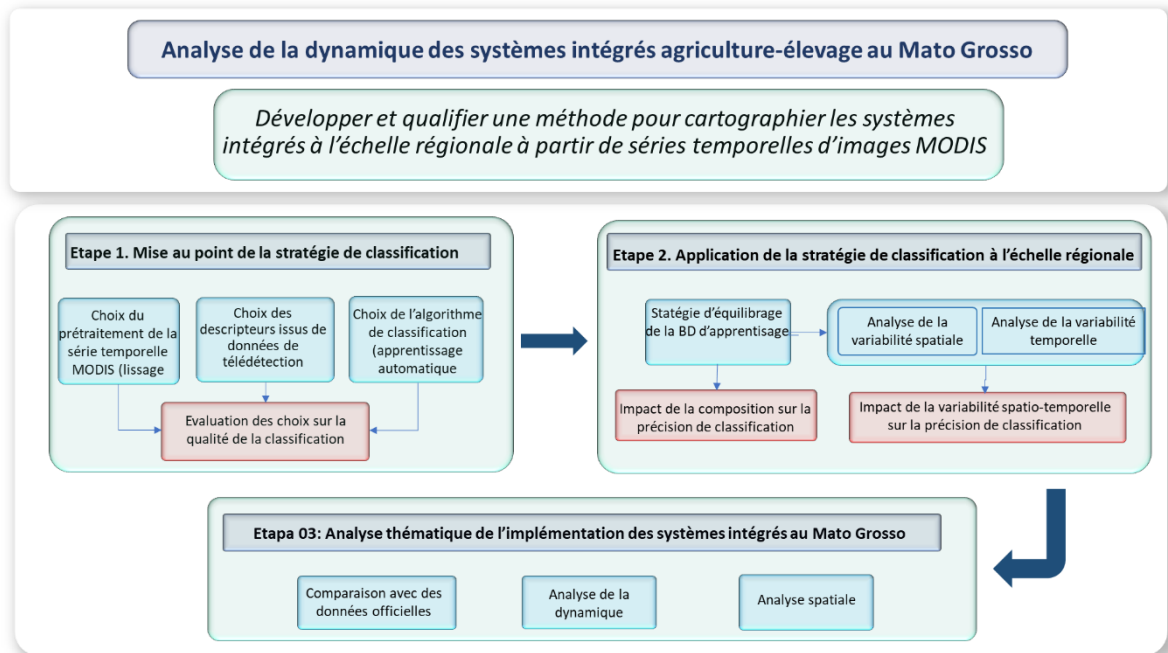 Analyse de la dynamique des systèmes intégrés agriculture-élevage au Mato Grosso
Développer et qualifier une méthode pour cartographier les systèmes
intégrés à l'échelle régionale à partir de séries temporelles d'images MODIS
Etape 1. Mise au point de la stratégie de classification
Choix du
prétraitement de la
série temporelle
MODIS (lissage
Choix des
descripteurs issus de
données de
télédétection
Choix de l'algorithme
de classification
(apprentissage
automatique
Evaluation des choix sur la
qualité de la classification
Etape 2. Application de la stratégie de classification à l'échelle régionale
Statégie d'équilibrage
de la BD d'apprentisage
Analyse de la
variabilité spatiale
Analyse de la variabilité
temporelle
Impact de la composition sur la
précision de classification
Impact de la variabilité spatio-temporelle
sur la précision de classification
Etapa 03: Analyse thématique de l'implémentation des systèmes intégrés au Mato Grosso
Comparaison avec des
données officielles
Analyse de la
dynamique
Analyse spatiale